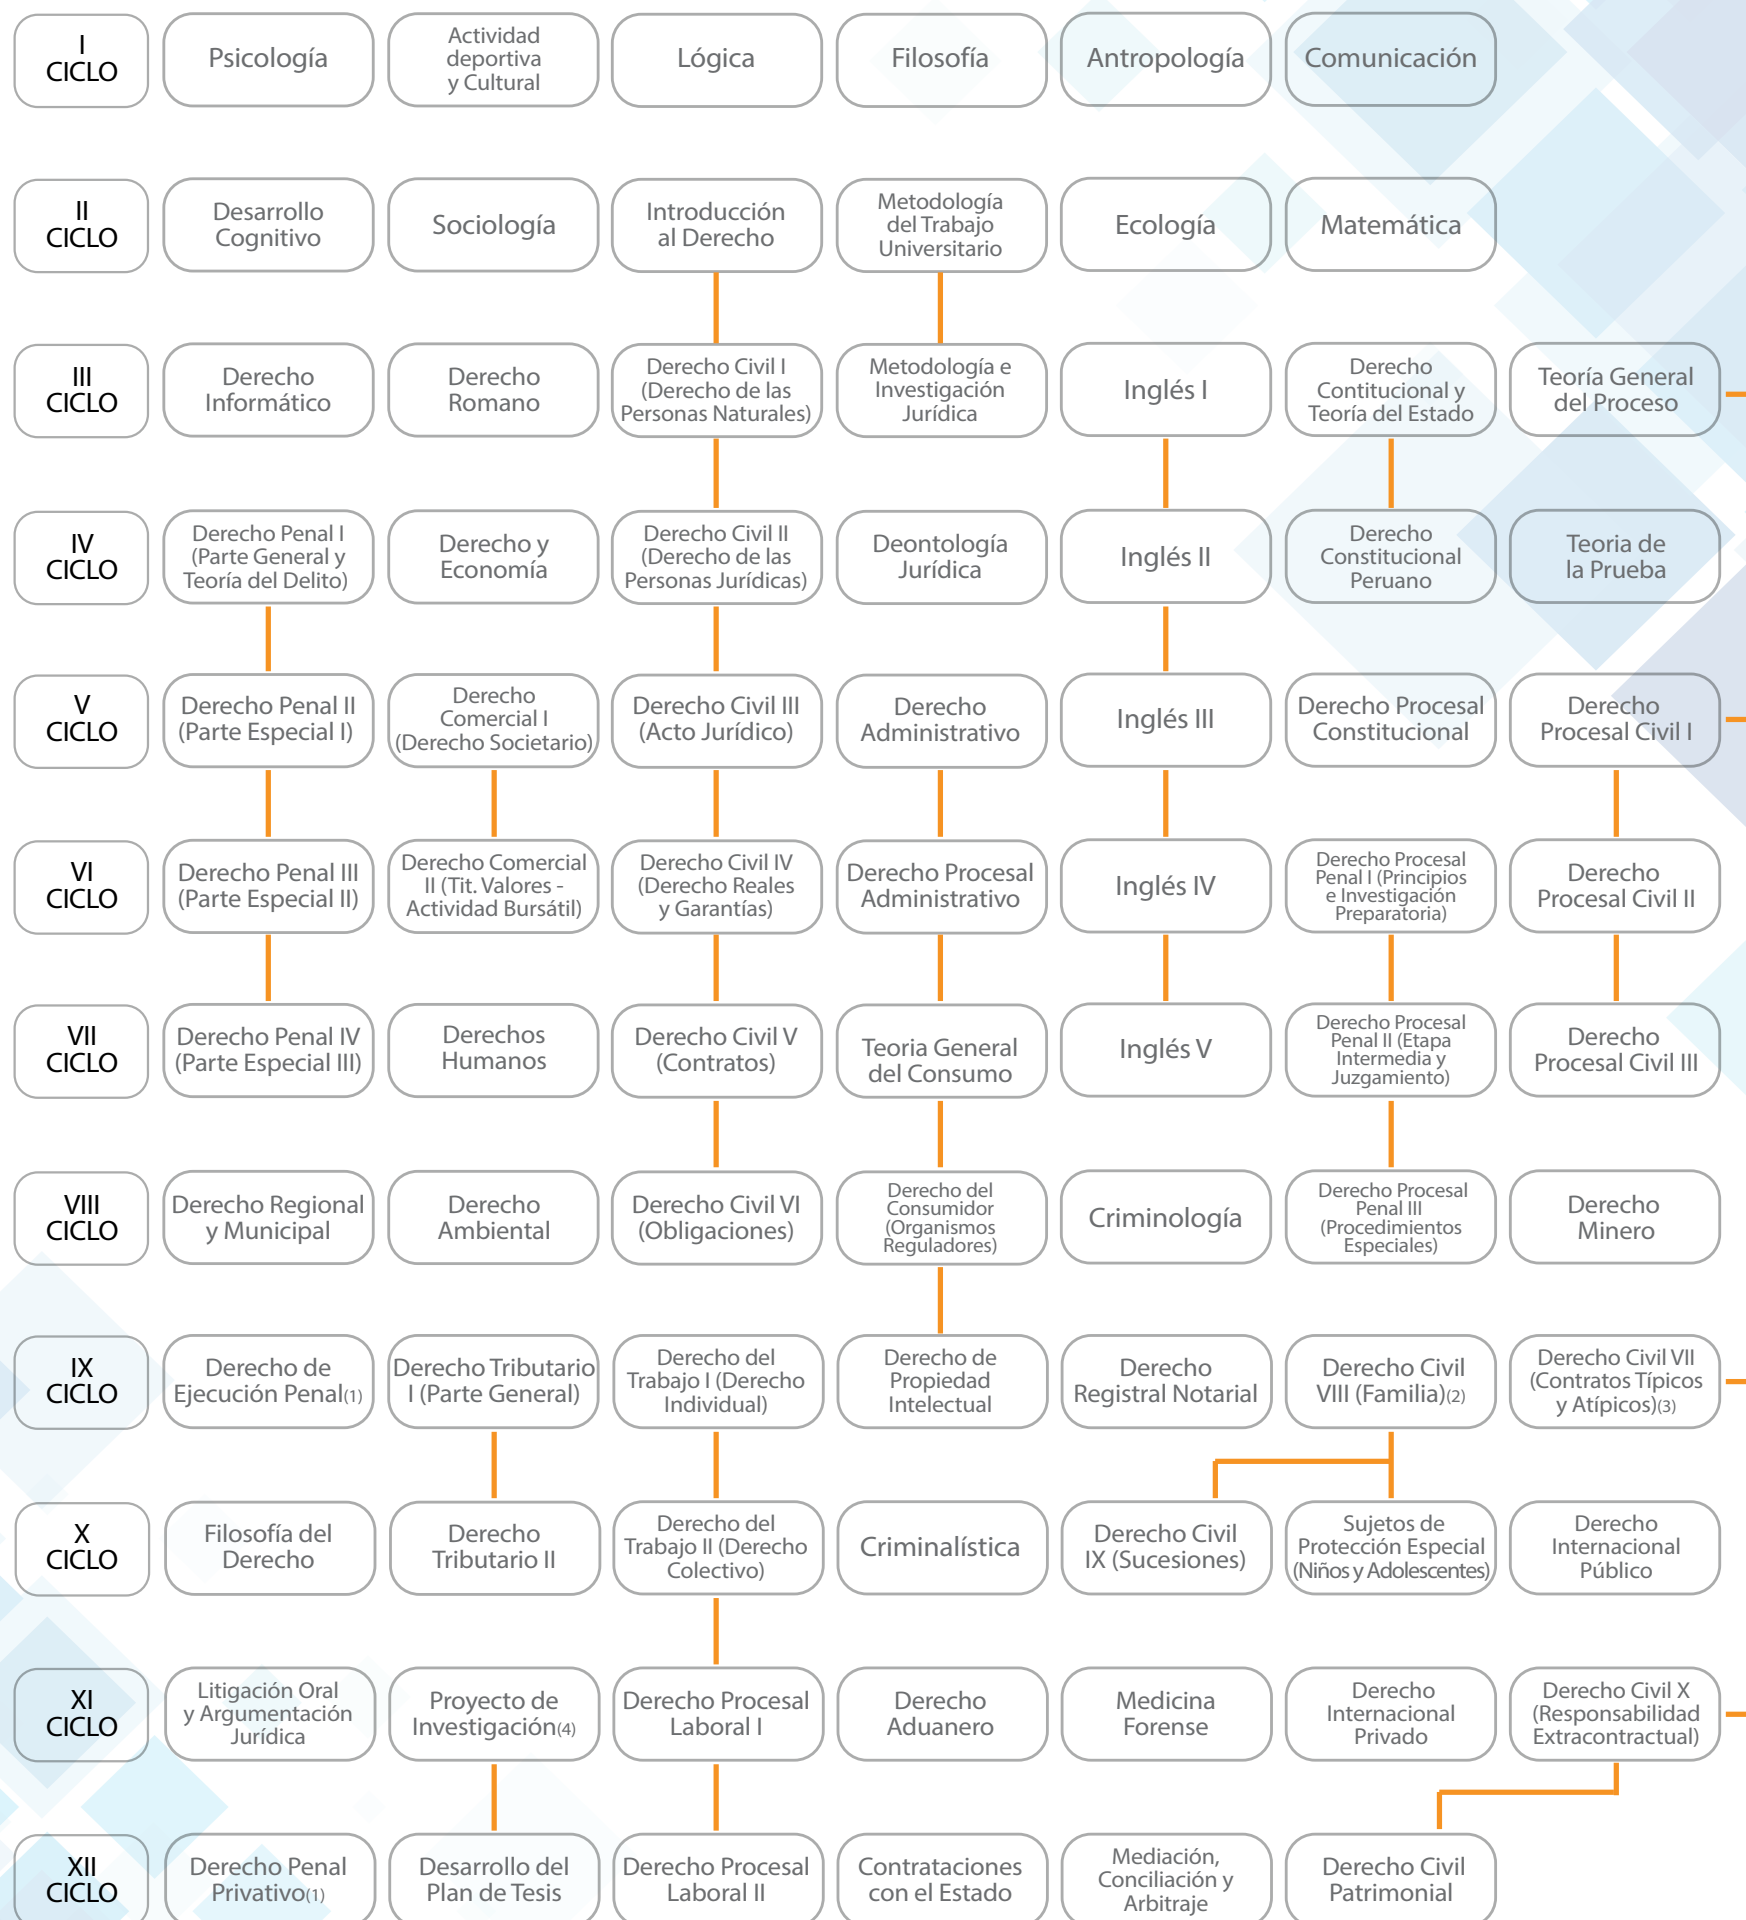 I
CICLO
Psicología
Actividad
deportiva
y Cultural
Lógica
Filosofía
Antropología
Comunicación
II
CICLO
Desarrollo
Cognitivo
Sociología
Introducción
al Derecho
Metodología
del Trabajo
Universitario
Ecología
Matemática
III
CICLO
Derecho
Informático
Derecho
Romano
Derecho Civil I
(Derecho de las
Personas Naturales)
Metodología e
Investigación
Jurídica
Inglés I
Derecho
Contitucional y
Teoría del Estado
Teoría General
del Proceso
IV
CICLO
Derecho Penal I
(Parte General y
Teoría del Delito)
Derecho y
Economía
Derecho Civil II
(Derecho de las
Personas Jurídicas)
Deontología
Jurídica
Inglés II
Derecho
Constitucional
Peruano
Teoria de
la Prueba
V
CICLO
Derecho Penal II
(Parte Especial I)
Derecho
Comercial I
(Derecho Societario)
Derecho Civil III
(Acto Jurídico)
Derecho
Administrativo
Inglés III
Derecho Procesal
Constitucional
Derecho
Procesal Civil I
VI
CICLO
Derecho Penal III
(Parte Especial II)
Derecho Comercial
II (Tit. Valores -
Actividad Bursátil)
Derecho Civil IV
(Derecho Reales
y Garantías)
Derecho Procesal
Administrativo
Inglés IV
Derecho Procesal
Penal I (Principios
e Investigación
Preparatoria)
Derecho
Procesal Civil II
VII
CICLO
Derecho Penal IV
(Parte Especial III)
Derechos
Humanos
Derecho Civil V
(Contratos)
Teoria General
del Consumo
Inglés V
Derecho Procesal
Penal II (Etapa
Intermedia y
Juzgamiento)
Derecho
Procesal Civil III
VIII
CICLO
Derecho Regional
y Municipal
Derecho
Ambiental
Derecho Civil VI
(Obligaciones)
Derecho del
Consumidor
(Organismos
Reguladores)
Criminología
Derecho Procesal
Penal III
(Procedimientos
Especiales)
Derecho
Minero
IX
CICLO
Derecho de
Ejecución Penal(1)
Derecho Tributario
I (Parte General)
Derecho del
Trabajo I (Derecho
Individual)
Derecho de
Propiedad
Intelectual
Derecho
Registral Notarial
Derecho Civil
VIII (Familia)(2)
Derecho Civil VII
(Contratos Típicos
y Atípicos)(3)
X
CICLO
Filosofía del
Derecho
Derecho
Tributario II
Derecho del
Trabajo II (Derecho
Colectivo)
Criminalística
Derecho Civil
IX (Sucesiones)
Sujetos de
Protección Especial
(Niños y Adolescentes)
Derecho
Internacional
Público
XI
CICLO
Litigación Oral
y Argumentación
Jurídica
Proyecto de
Investigación(4)
Derecho Procesal
Laboral I
Derecho
Aduanero
Medicina
Forense
Derecho
Internacional
Privado
Derecho Civil X
(Responsabilidad
Extracontractual)
XII
CICLO
Derecho Penal
Privativo(1)
Desarrollo del
Plan de Tesis
Derecho Procesal
Laboral II
Contrataciones
con el Estado
Mediación,
Conciliación y
Arbitraje
Derecho Civil
Patrimonial